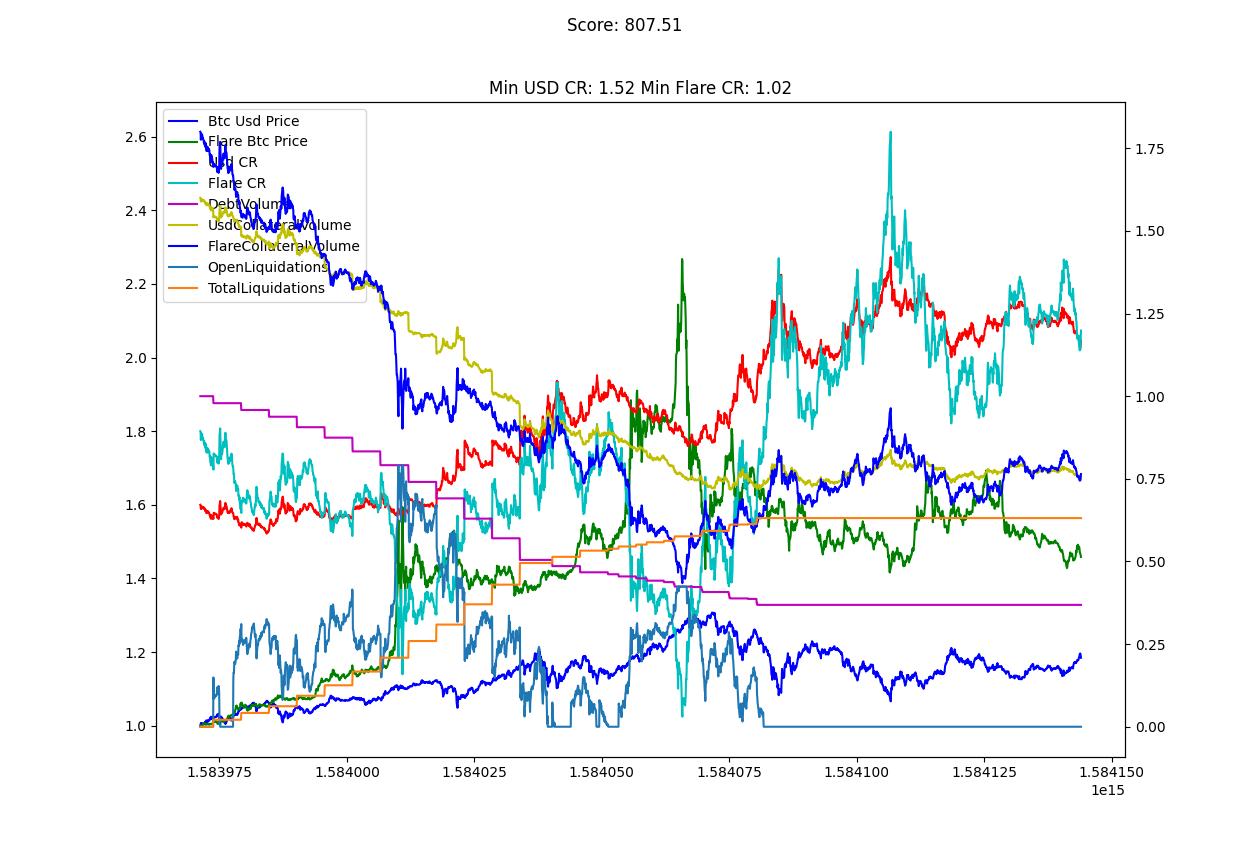 Score: 807.51
Min USD CR: 1.52 Min Flare CR: 1.02
Btc Usd Price
Flare Btc Price
Usd CR
Flare CR
DebtVolume
UsdCollateralVolume
FlareCollateralVolume
OpenLiquidations
TotalLiquidations
2.6
2.4
2.2
2.0
1.8
1.6
1.4
1.2
1.0
1.75
1.50
1.25
1.00
0.75
0.50
0.25
0.00
1.583975 1.584000 1.584025 1.584050 1.584075 1.584100 1.584125 1.584150
1e15